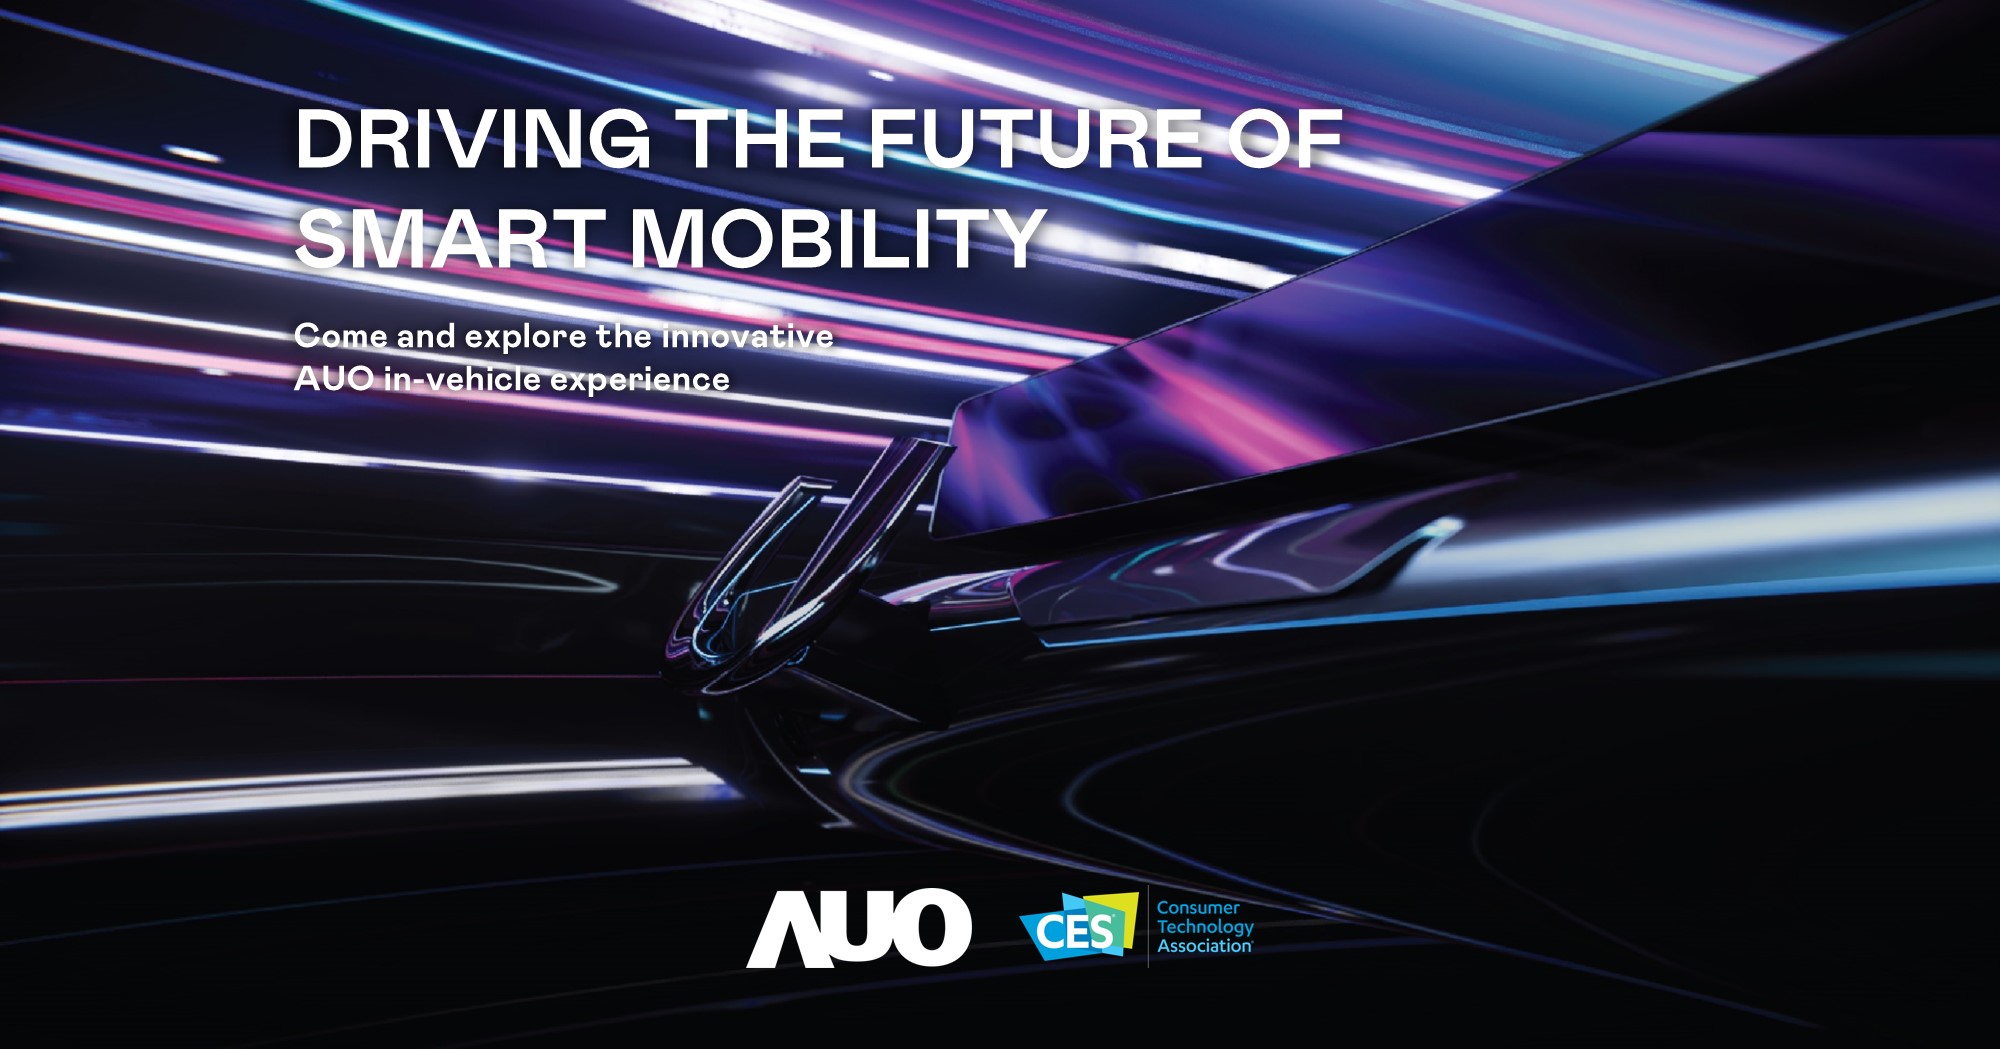 DRIVING THE FUTURE OF
SMART MOBILITY
Come and explore the innovative
AUO in-vehicle experience
AUO
CES®
Consumer
Technology
Association